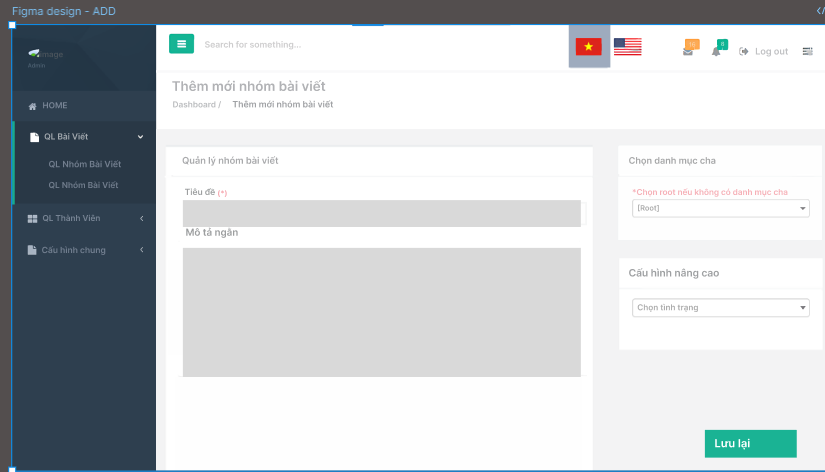 Figma design - ADD
</>
image
Admin
HOME
QL Bài Viết
QL Nhóm Bài Viết
QL Nhóm Bài Viết
QL Thành Viên
Cấu hình chung
Search for something...
16
8
Log out
Thêm mới nhóm bài viết
Dashboard / Thêm mới nhóm bài viết
Quản lý nhóm bài viết
Tiêu đề (*)
Mô tả ngắn
Chọn danh mục cha
*Chọn root nếu không có danh mục cha
[Root]
Cấu hình nâng cao
Chọn tình trạng
Lưu lại